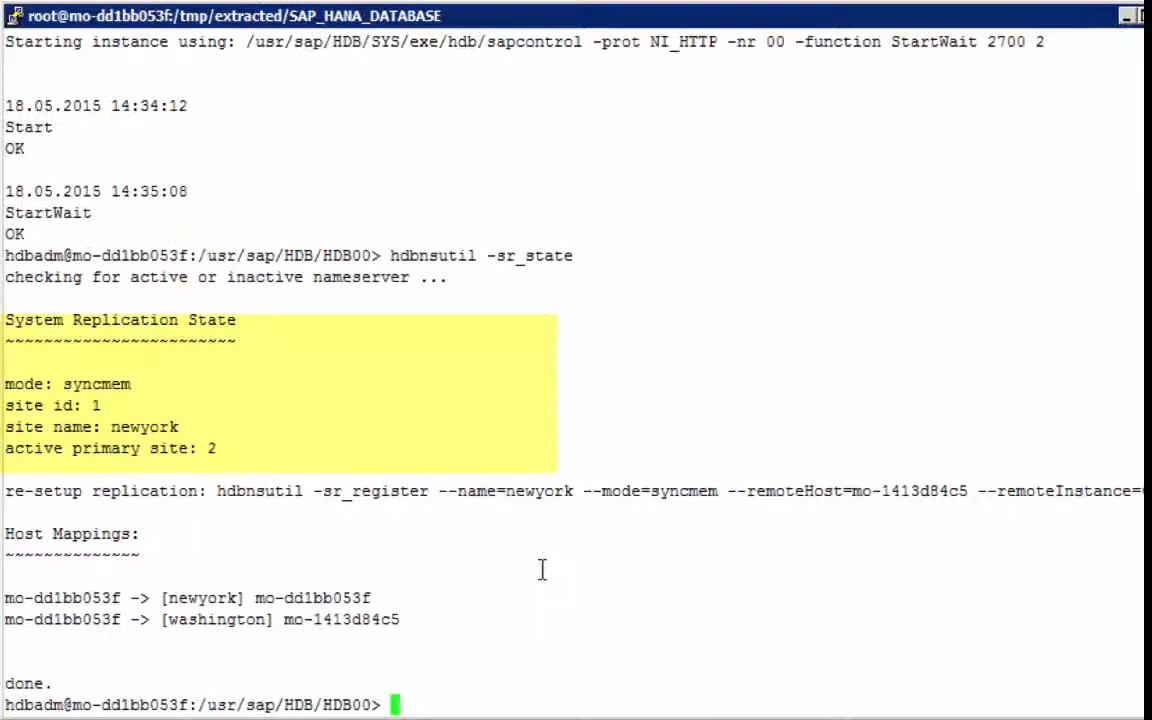 root@mo-dd1bb053f:/tmp/extracted/SAP_HANA_DATABASE
Starting instance using: /usr/sap/HDB/SYS/exe/hdb/sapcontrol -prot NI_HTTP -nr 00 -function StartWait 2700 2
18.05.2015 14:34:12
Start
OK
18.05.2015 14:35:08
StartWait
OK
hdbadm@mo-dd1bb053f:/usr/sap/HDB/HDB00> hdbnsutil -sr_state
checking for active or inactive nameserver ...
System Replication State
~~~~~~~~~~~~~~~~~~~~~~~~
mode: syncmem
site id: 1
site name: newyork
active primary site: 2
re-setup replication: hdbnsutil -sr_register --name=newyork --mode=syncmem --remoteHost=mo-1413d84c5 --remoteInstance=
Host Mappings:
~~~~~~~~~~~~~~
mo-dd1bb053f -> [newyork] mo-dd1bb053f
mo-dd1bb053f -> [washington] mo-1413d84c5
done.
hdbadm@mo-dd1bb053f:/usr/sap/HDB/HDB00>